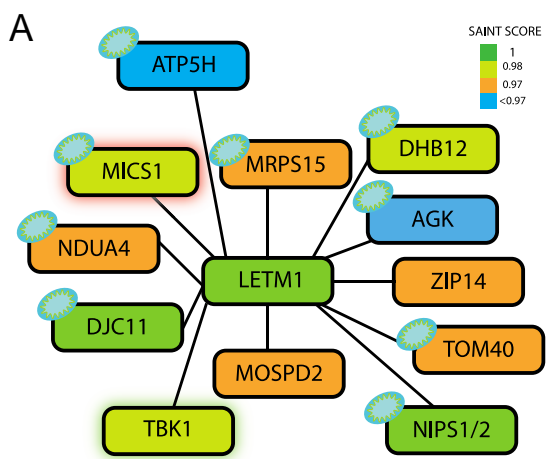 A
SAINT SCORE
1
0.98
0.97
<0.97
ATP5H
MICS1
MRPS15
DHB12
AGK
NDUA4
LETM1
ZIP14
DJC11
TOM40
MOSPD2
TBK1
NIPS1/2